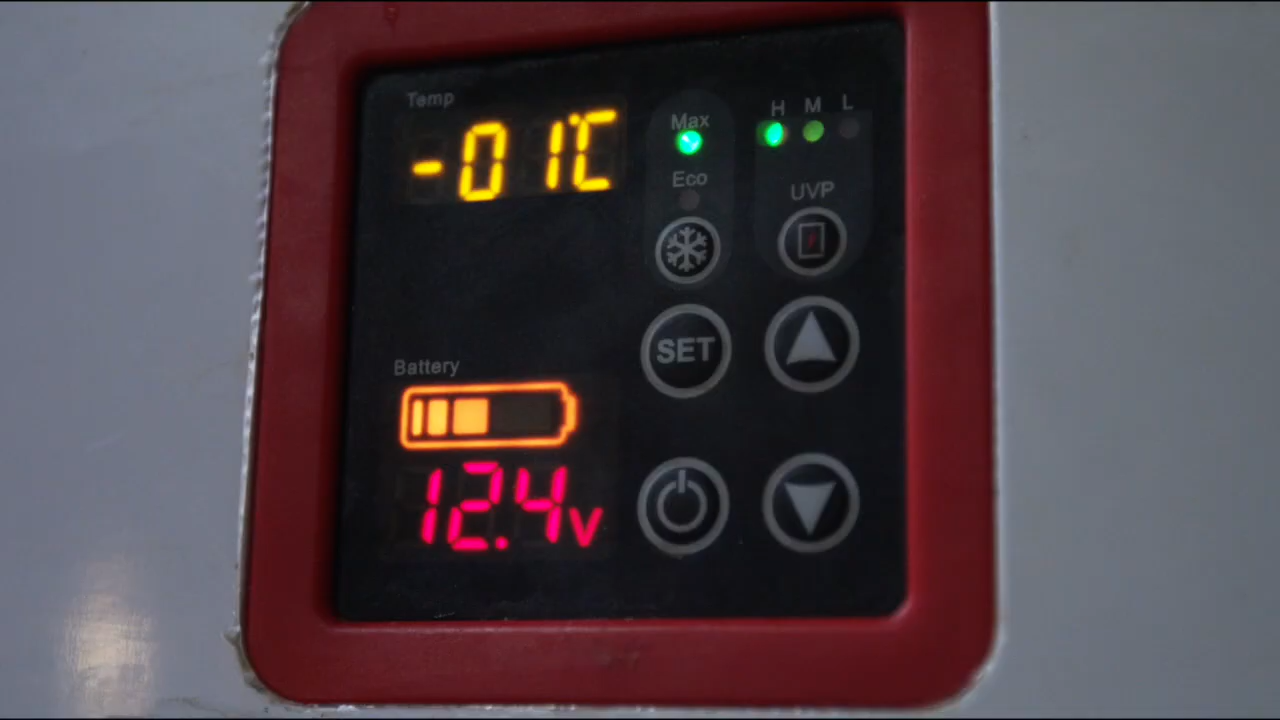 Temp
-01°C
Max
H M L
Eco
UVP
SET
Battery
12.4v